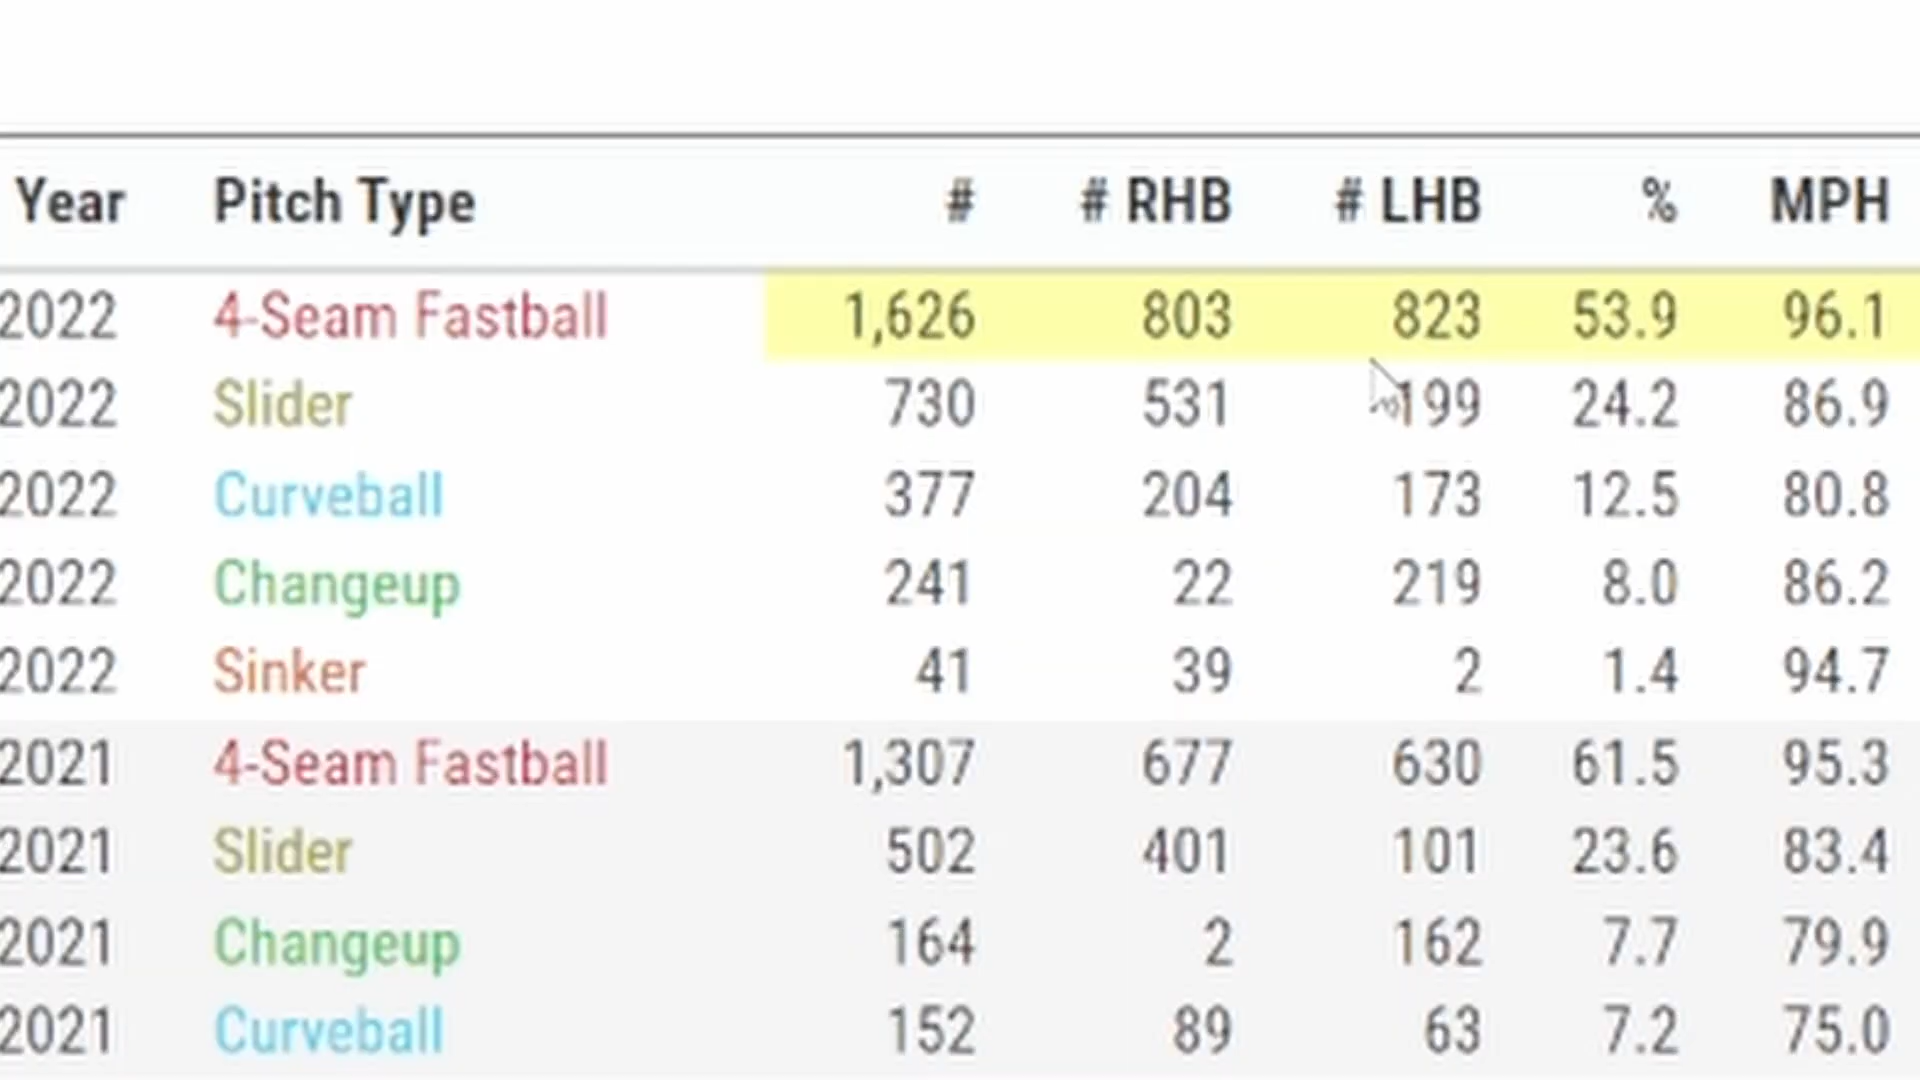 Year Pitch Type # # RHB # LHB % MPH
2022 4-Seam Fastball 1,626 803 823 53.9 96.1
2022 Slider 730 531 199 24.2 86.9
2022 Curveball 377 204 173 12.5 80.8
2022 Changeup 241 22 219 8.0 86.2
2022 Sinker 41 39 2 1.4 94.7
2021 4-Seam Fastball 1,307 677 630 61.5 95.3
2021 Slider 502 401 101 23.6 83.4
2021 Changeup 164 2 162 7.7 79.9
2021 Curveball 152 89 63 7.2 75.0